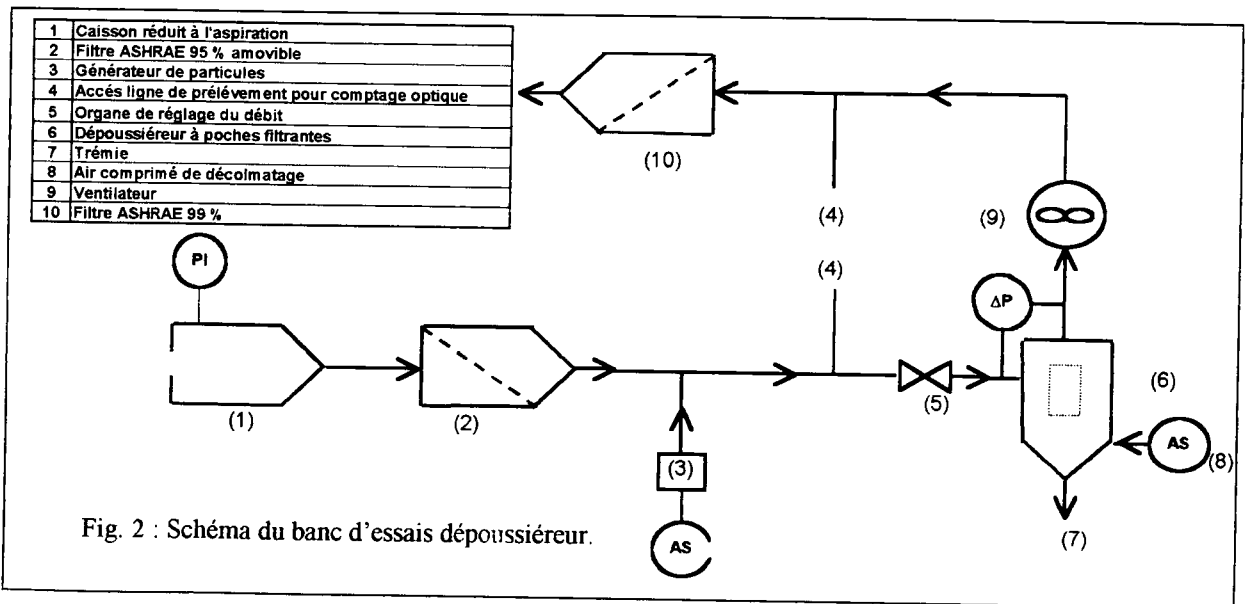 1 Caisson réduit à l'aspiration
2 Filtre ASHRAE 95 % amovible
3 Générateur de particules
4 Accés ligne de prélévement pour comptage optique
5 Organe de réglage du débit
6 Dépoussiéreur à poches filtrantes
7 Trémie
8 Air comprimé de décolmatage
9 Ventilateur
10 Filtre ASHRAE 99 %
(10)
(4)
(9)
PI
(4)
ΔP
(1)
(2)
(5)
(6)
(3)
AS
(8)
AS
(7)
Fig. 2 : Schéma du banc d'essais dépoussiéreur.